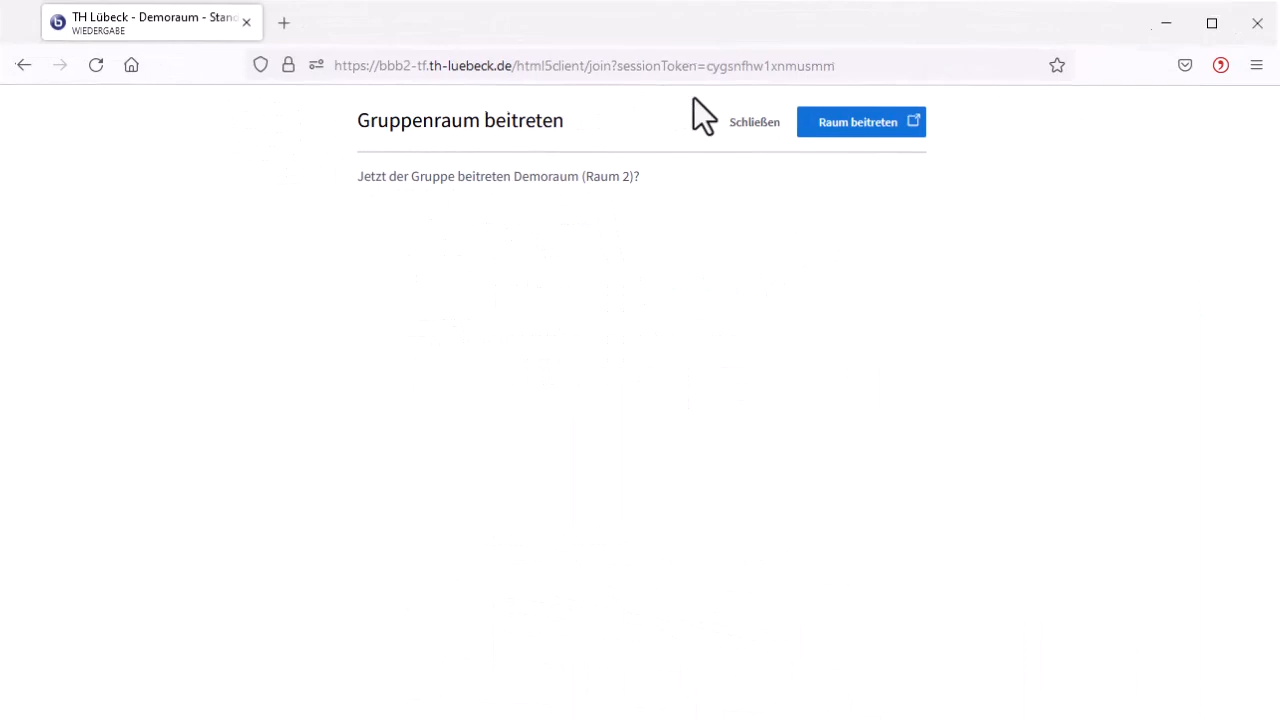 TH Lübeck - Demoraum - Stand
WIEDERGABE
https://bbb2-tf.th-luebeck.de/html5client/join?sessionToken=cygsnfhw1xnmusmm
Gruppenraum beitreten
Schließen
Raum beitreten
Jetzt der Gruppe beitreten Demoraum (Raum 2)?